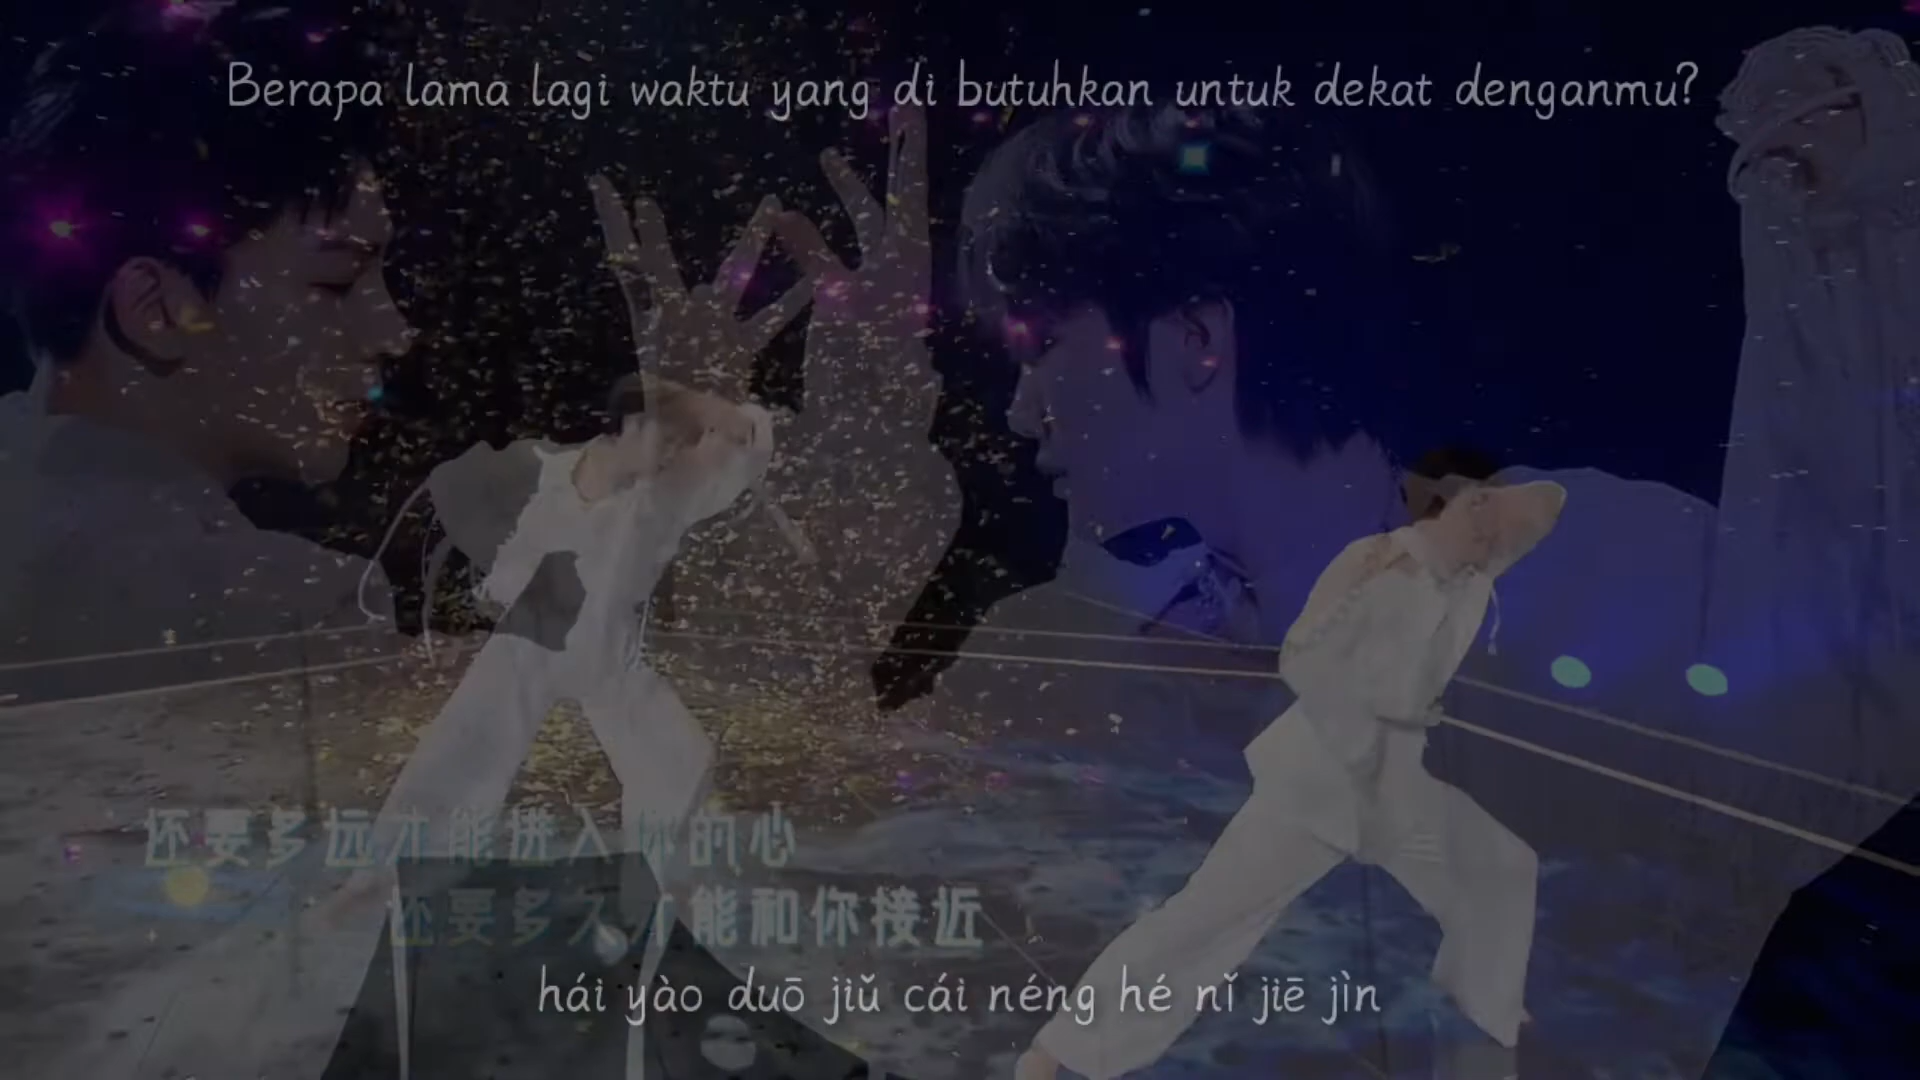 Berapa lama lagi waktu yang di butuhkan untuk dekat denganmu?
还要多远才能进入你的心
还要多久才能和你接近
hái yào duō jiǔ cái néng hé nǐ jiē jìn